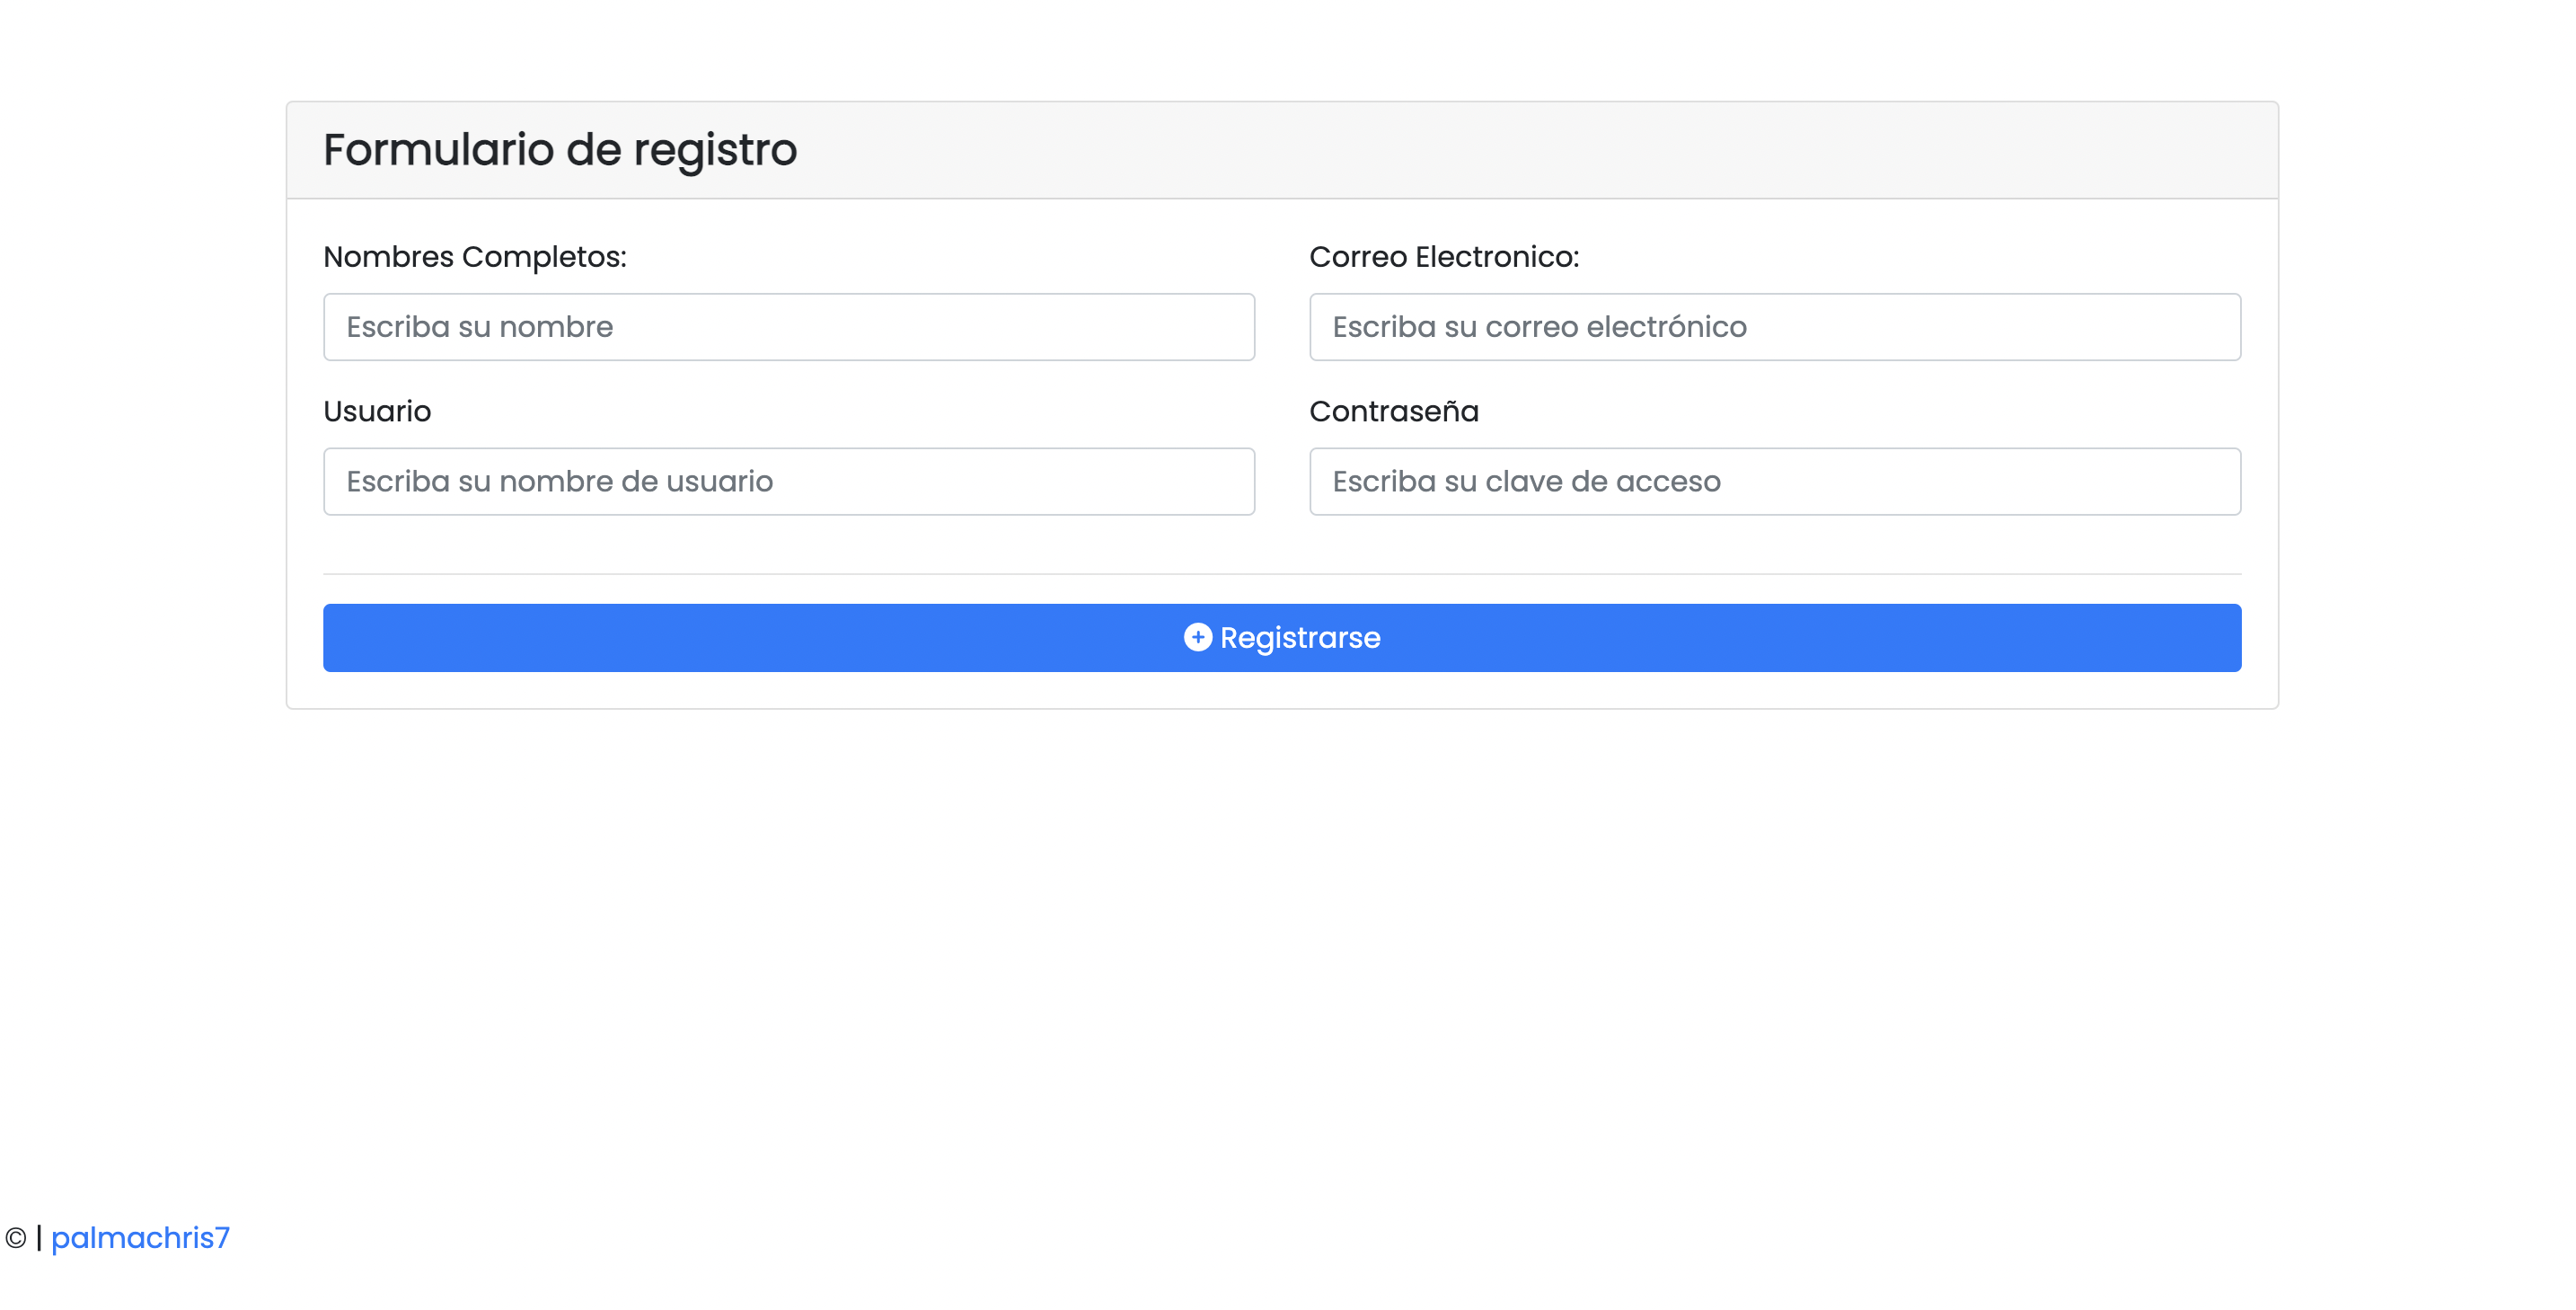 Formulario de registro
Nombres Completos:
Correo Electronico:
Escriba su nombre
Escriba su correo electrónico
Usuario
Contraseña
Escriba su nombre de usuario
Escriba su clave de acceso
Registrarse
© | palmachris7